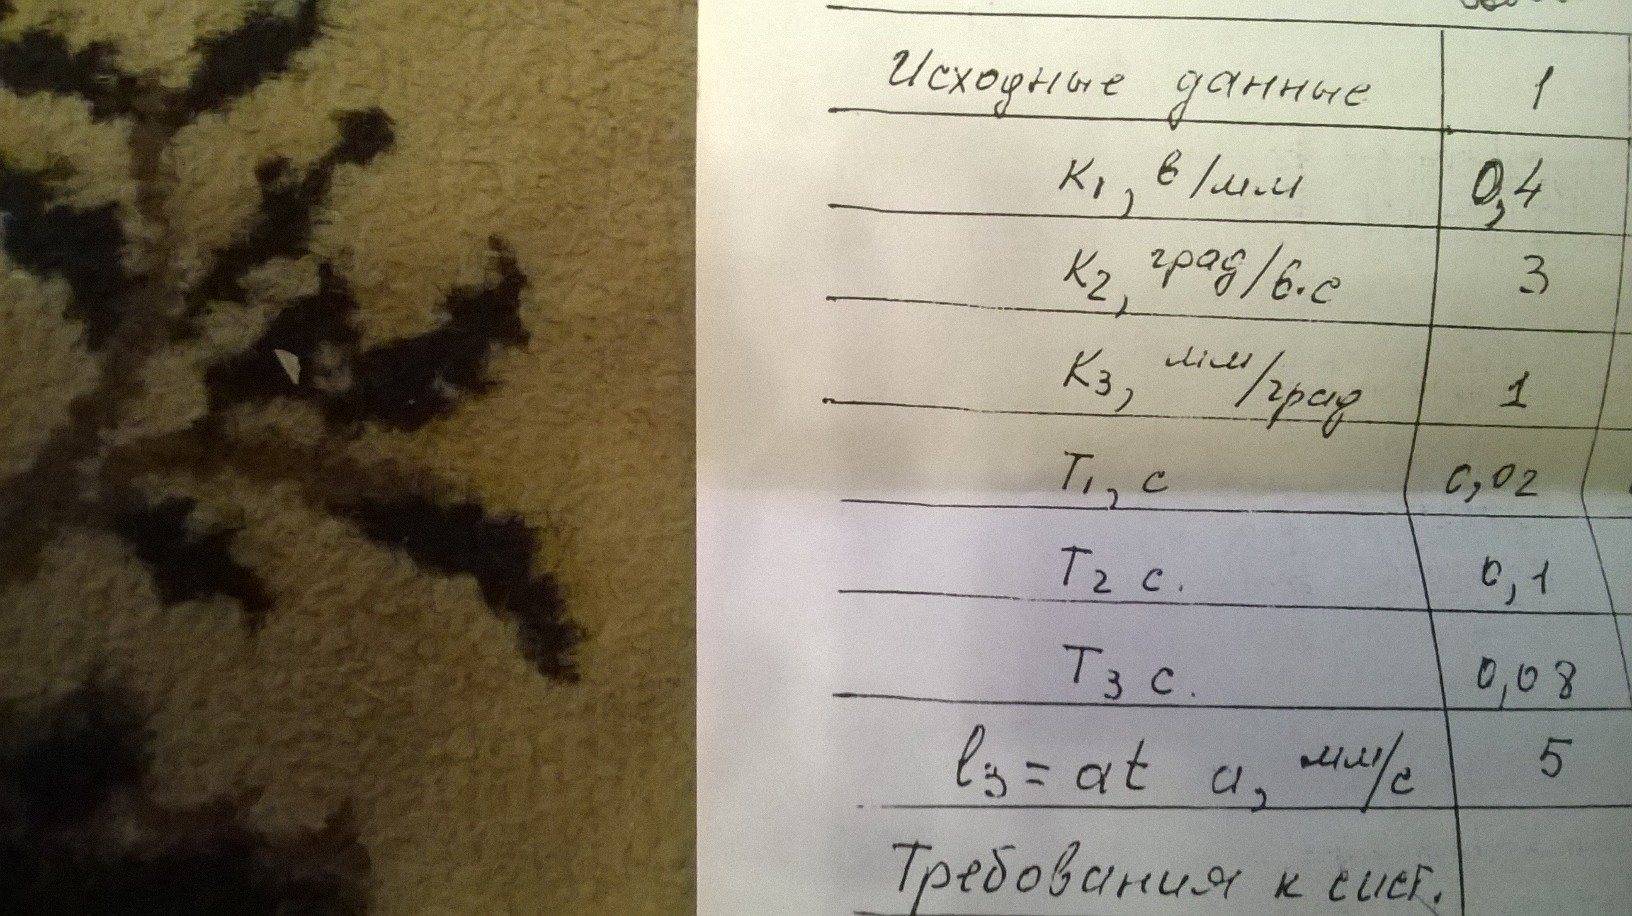 Исходные данные 1
K1, в/мм 0,4
K2, град/в·с 3
K3, мм/град 1
T1, с 0,02
T2 с. 0,1
T3 с. 0,08
l3 = at a, мм/с 5
Требования к сист.